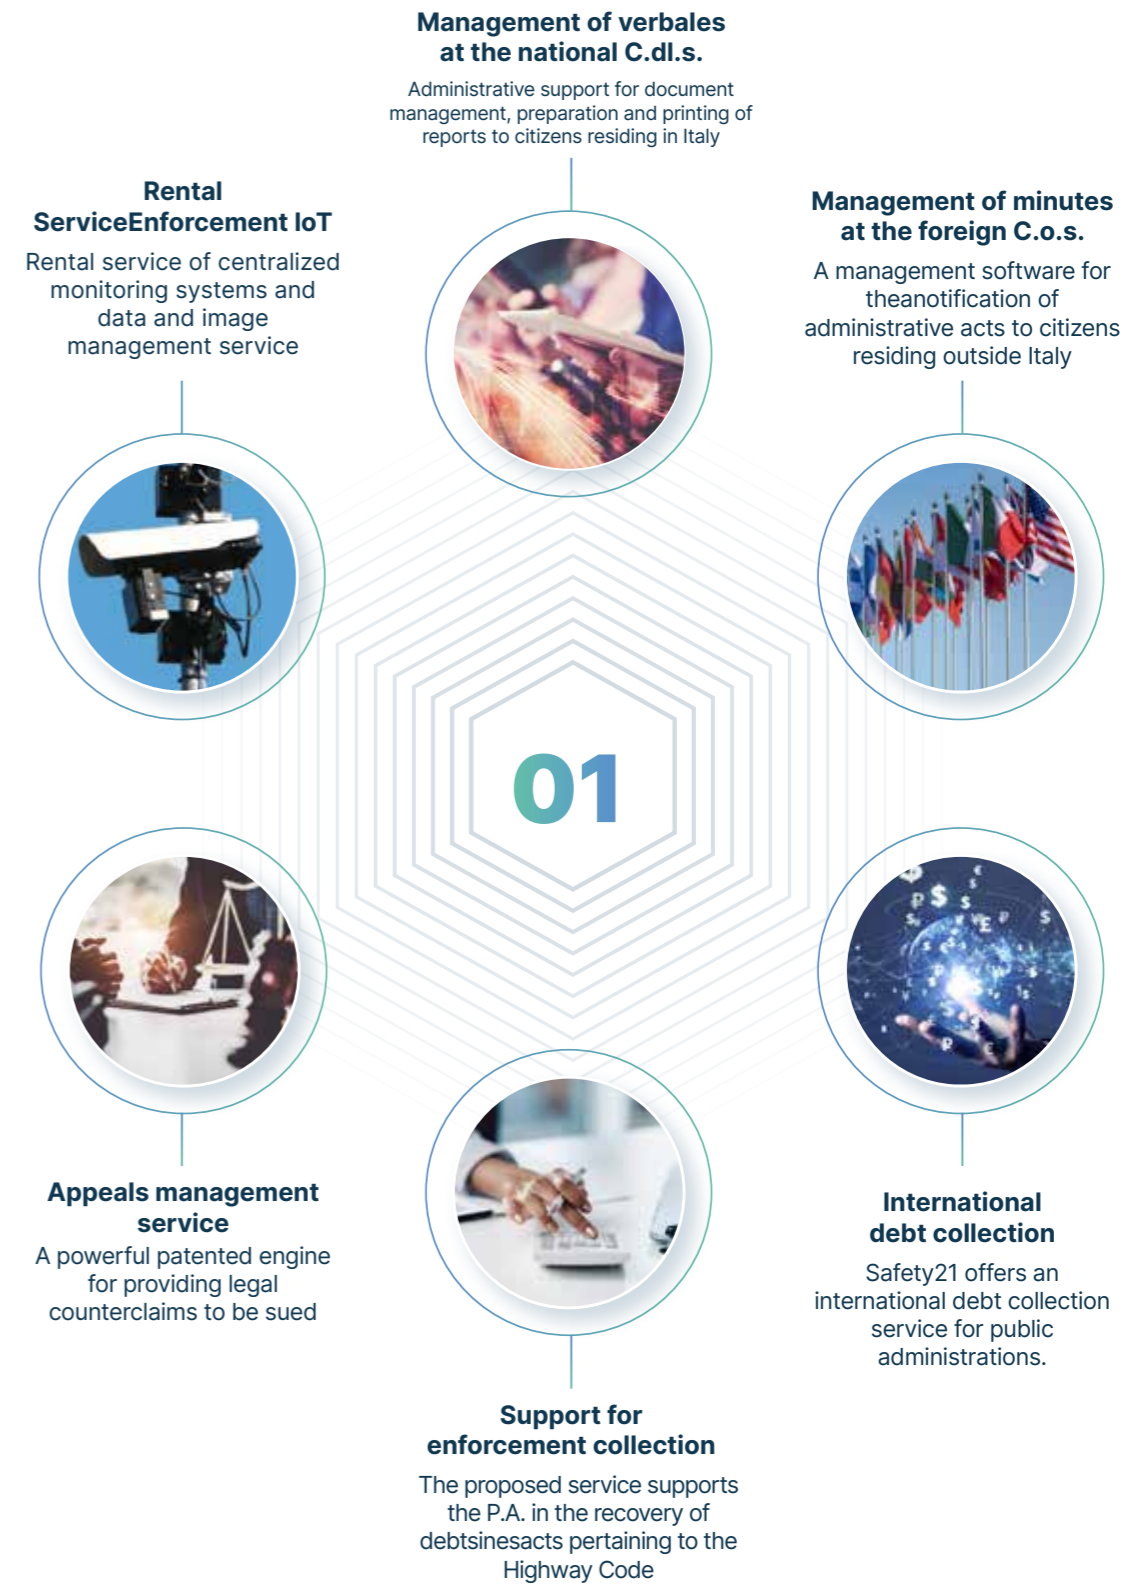 Management of verbales
at the national C.dl.s.
Administrative support for document
management, preparation and printing of
reports to citizens residing in Italy
Rental
ServiceEnforcement IoT
Rental service of centralized
monitoring systems and
data and image
management service
Management of minutes
at the foreign C.o.s.
A management software for
theanotification of
administrative acts to citizens
residing outside Italy
01
Appeals management
service
A powerful patented engine
for providing legal
counterclaims to be sued
International
debt collection
Safety21 offers an
international debt collection
service for public
administrations.
Support for
enforcement collection
The proposed service supports
the P.A. in the recovery of
debtsinesacts pertaining to the
Highway Code